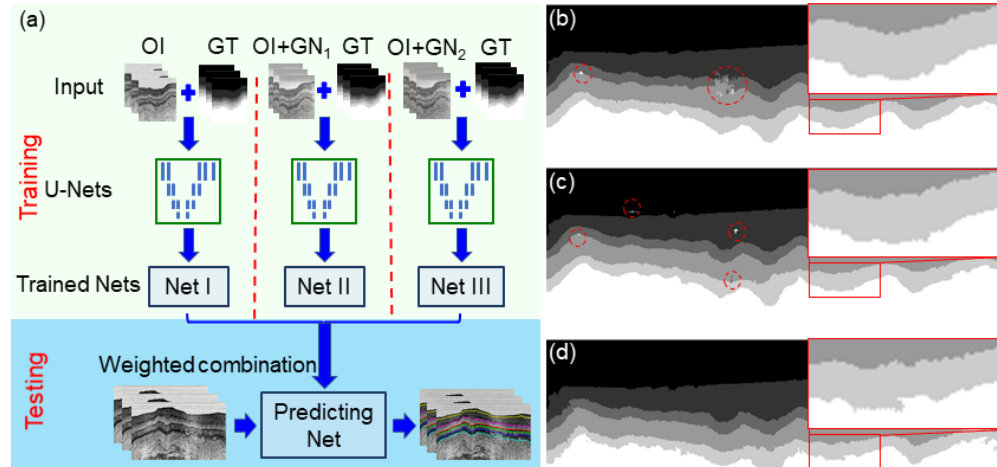 (a)
OI GT OI+GN₁ GT OI+GN₂ GT
Input
Training
U-Nets
Trained Nets
Net I Net II Net III
Testing
Weighted combination
Predicting
Net
(b)
(c)
(d)